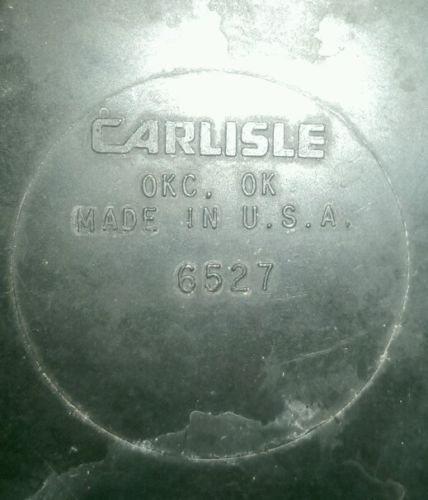 CARLISLE
OKC, OK
MADE IN U.S.A.
6527